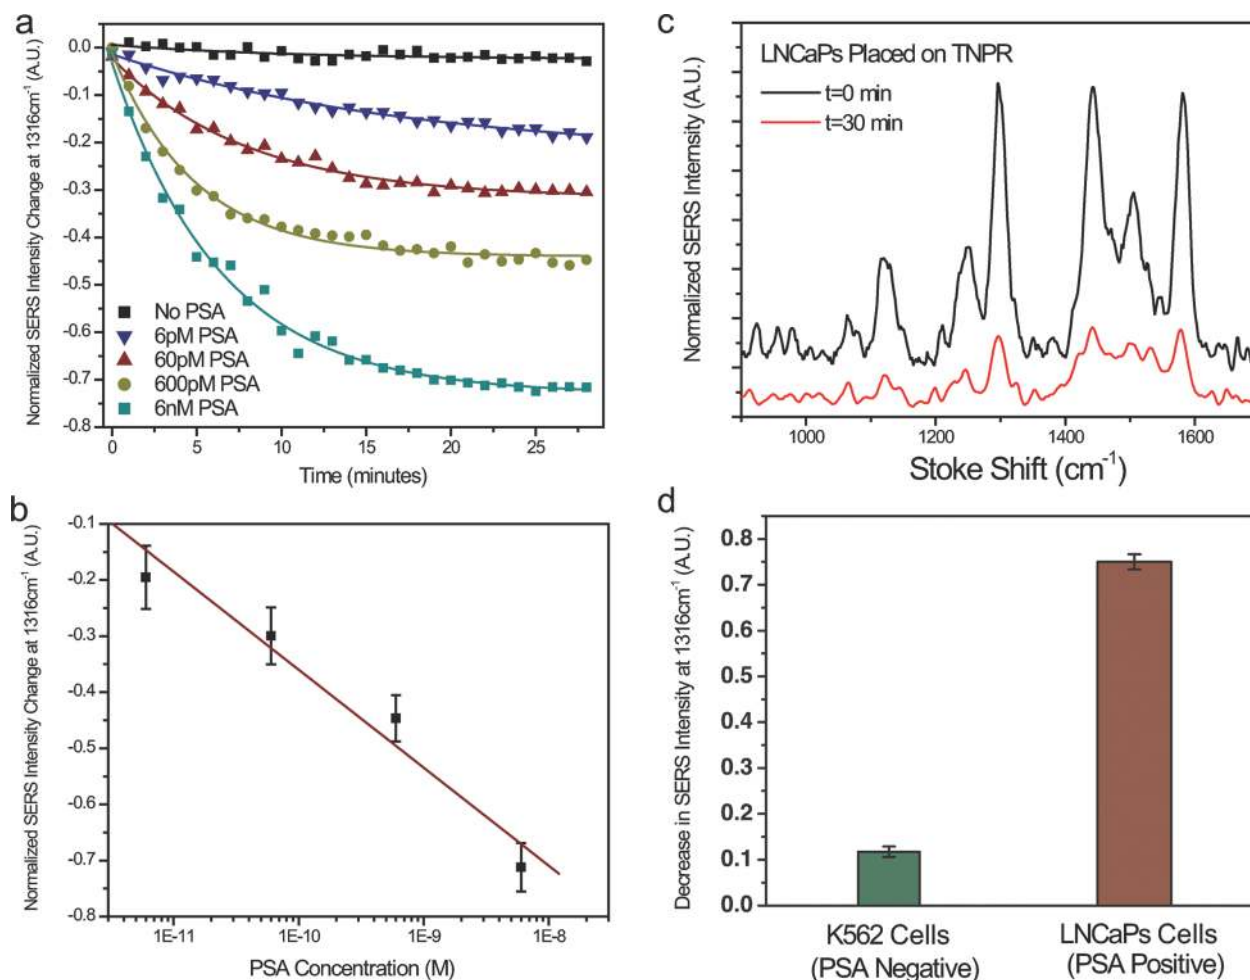 a
Normalized SERS Intensity Change at 1316cm⁻¹ (A.U.)
0.0
-0.1
-0.2
-0.3
-0.4
-0.5
-0.6
-0.7
-0.8
No PSA
6pM PSA
60pM PSA
600pM PSA
6nM PSA
0 5 10 15 20 25
Time (minutes)
c
Normalized SERS Intensity (A.U.)
LNCaPs Placed on TNPR
t=0 min
t=30 min
1000 1200 1400 1600
Stoke Shift (cm⁻¹)
b
Normalized SERS Intensity Change at 1316cm⁻¹ (A.U.)
-0.1
-0.2
-0.3
-0.4
-0.5
-0.6
-0.7
-0.8
1E-11 1E-10 1E-9 1E-8
PSA Concentration (M)
d
Decrease in SERS Intensity at 1316cm⁻¹ (A.U.)
0.8
0.7
0.6
0.5
0.4
0.3
0.2
0.1
0.0
K562 Cells
(PSA Negative)
LNCaPs Cells
(PSA Positive)